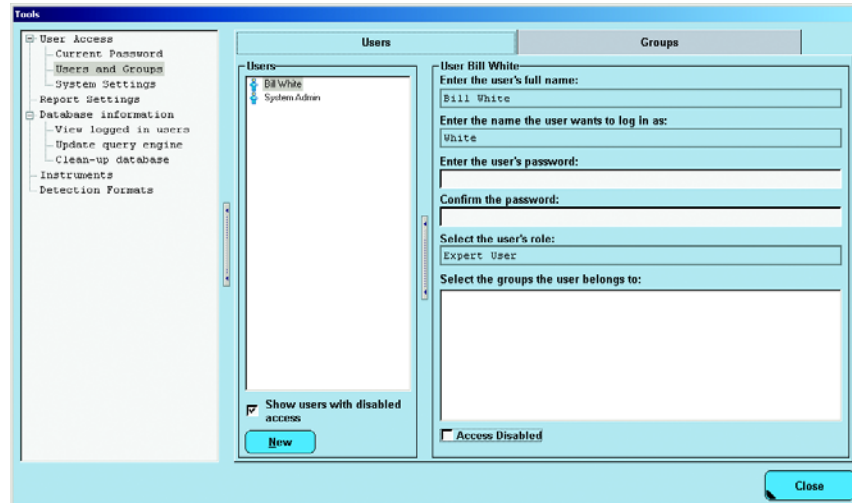 Tools
User Access
Current Password
Users and Groups
System Settings
Report Settings
Database information
View logged in users
Update query engine
Clean-up database
Instruments
Detection Formats
Users
Groups
Users
Bill White
System Admin
Show users with disabled
access
New
User Bill White
Enter the user's full name:
Bill White
Enter the name the user wants to log in as:
White
Enter the user's password:
Confirm the password:
Select the user's role:
Expert User
Select the groups the user belongs to:
Access Disabled
Close